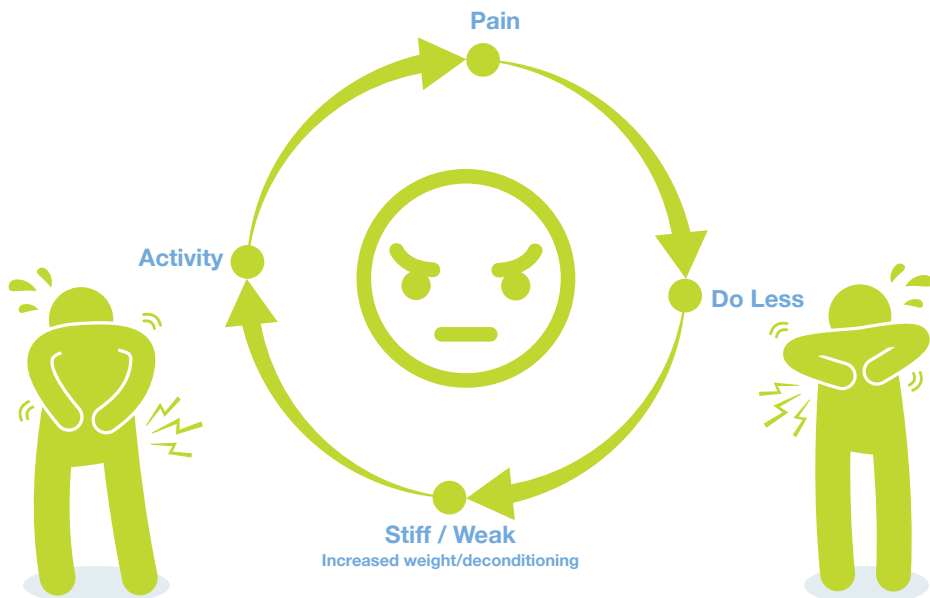 Pain
Activity
Do Less
Stiff / Weak
Increased weight/deconditioning